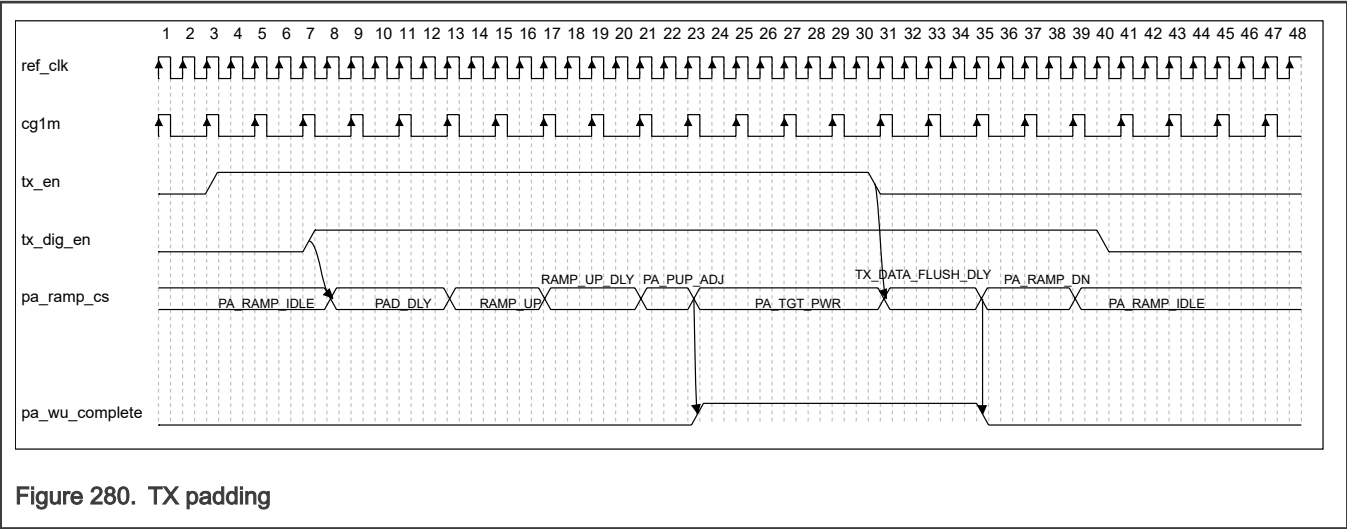 1 2 3 4 5 6 7 8 9 10 11 12 13 14 15 16 17 18 19 20 21 22 23 24 25 26 27 28 29 30 31 32 33 34 35 36 37 38 39 40 41 42 43 44 45 46 47 48
ref_clk
cg1m
tx_en
tx_dig_en
RAMP_UP_DLY PA_PUP_ADJ TX_DATA_FLUSH_DLY PA_RAMP_DN
pa_ramp_cs PA_RAMP_IDLE PAD_DLY RAMP_UP PA_TGT_PWR PA_RAMP_IDLE
pa_wu_complete
Figure 280. TX padding